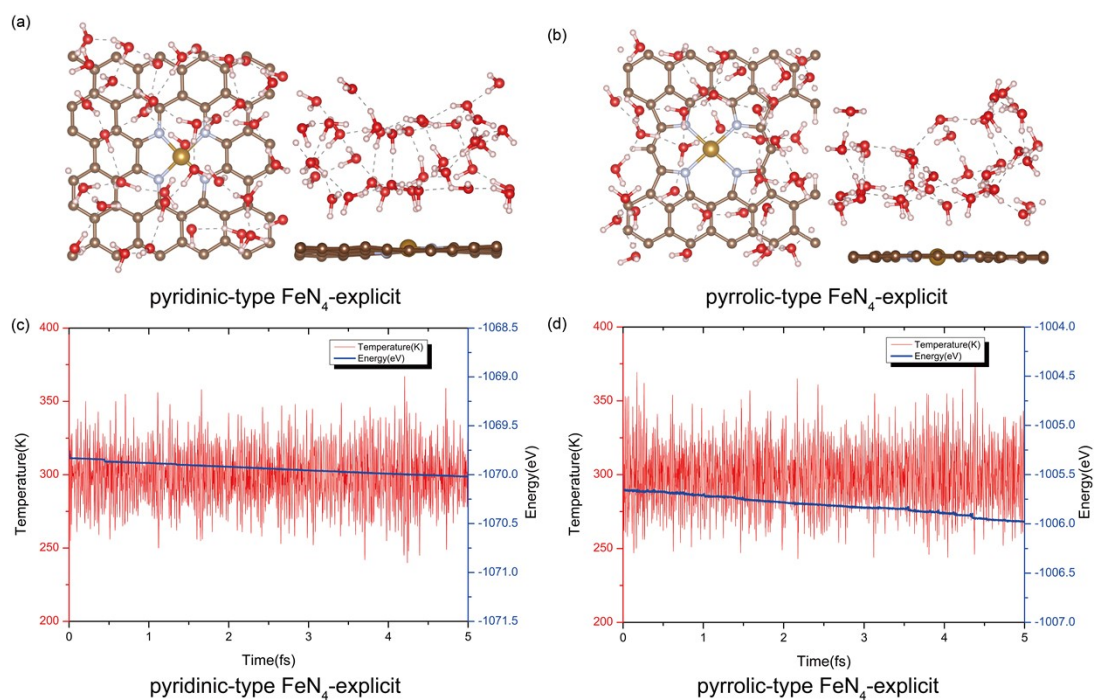 (a)
(b)
pyridinic-type FeN₄-explicit
pyrrolic-type FeN₄-explicit
(c)
400
350
300
250
200
Temperature(K)
Temperature(K)
Energy(eV)
-1068.5
-1069.0
-1069.5
-1070.0
-1070.5
-1071.0
-1071.5
Energy(eV)
0 1 2 3 4 5
Time(fs)
pyridinic-type FeN₄-explicit
(d)
400
350
300
250
200
Temperature(K)
Temperature(K)
Energy(eV)
-1004.0
-1004.5
-1005.0
-1005.5
-1006.0
-1006.5
-1007.0
Energy(eV)
0 1 2 3 4 5
Time(fs)
pyrrolic-type FeN₄-explicit